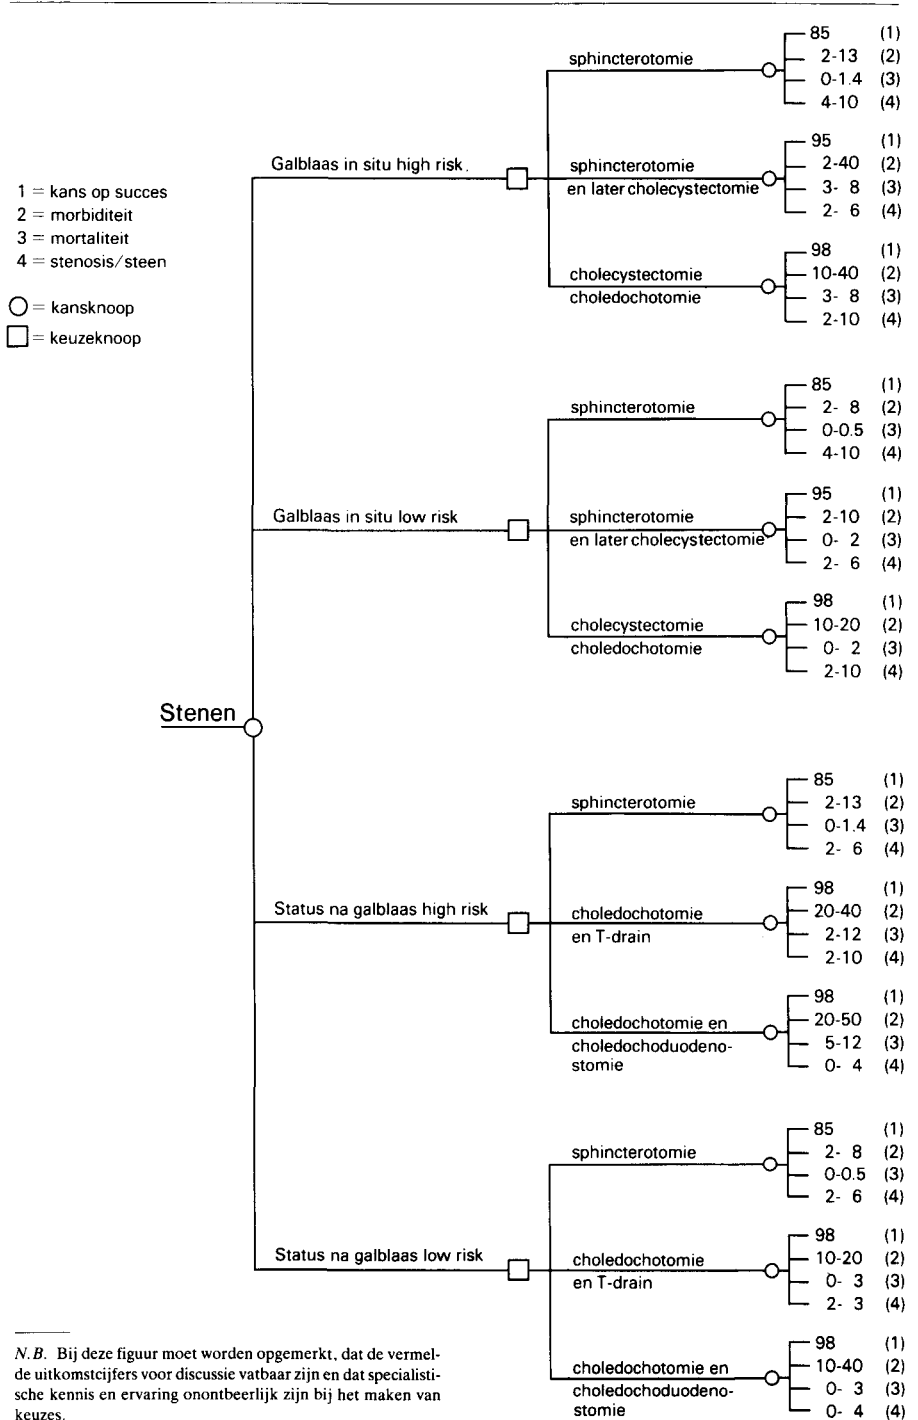 1 = kans op succes
2 = morbiditeit
3 = mortaliteit
4 = stenosis/steen
= kansknoop
= keuzeknoop
Stenen
Galblaas in situ high risk.
sphincterotomie
85 (1)
2-13 (2)
0-1.4 (3)
4-10 (4)
sphincterotomie
en later cholecystectomie
95 (1)
2-40 (2)
3- 8 (3)
2- 6 (4)
cholecystectomie
choledochotomie
98 (1)
10-40 (2)
3- 8 (3)
2-10 (4)
Galblaas in situ low risk
sphincterotomie
85 (1)
2- 8 (2)
0-0.5 (3)
4-10 (4)
sphincterotomie
en later cholecystectomie
95 (1)
2-10 (2)
0- 2 (3)
2- 6 (4)
cholecystectomie
choledochotomie
98 (1)
10-20 (2)
0- 2 (3)
2-10 (4)
Status na galblaas high risk
sphincterotomie
85 (1)
2-13 (2)
0-1.4 (3)
2- 6 (4)
choledochotomie
en T-drain
98 (1)
20-40 (2)
2-12 (3)
2-10 (4)
choledochotomie en
choledochoduodeno-
stomie
98 (1)
20-50 (2)
5-12 (3)
0- 4 (4)
Status na galblaas low risk
sphincterotomie
85 (1)
2- 8 (2)
0-0.5 (3)
2- 6 (4)
choledochotomie
en T-drain
98 (1)
10-20 (2)
0- 3 (3)
2- 3 (4)
choledochotomie en
choledochoduodeno-
stomie
98 (1)
10-40 (2)
0- 3 (3)
0- 4 (4)
N.B. Bij deze figuur moet worden opgemerkt, dat de vermel-
de uitkomstcijfers voor discussie vatbaar zijn en dat specialisti-
sche kennis en ervaring onontbeerlijk zijn bij het maken van
keuzes.